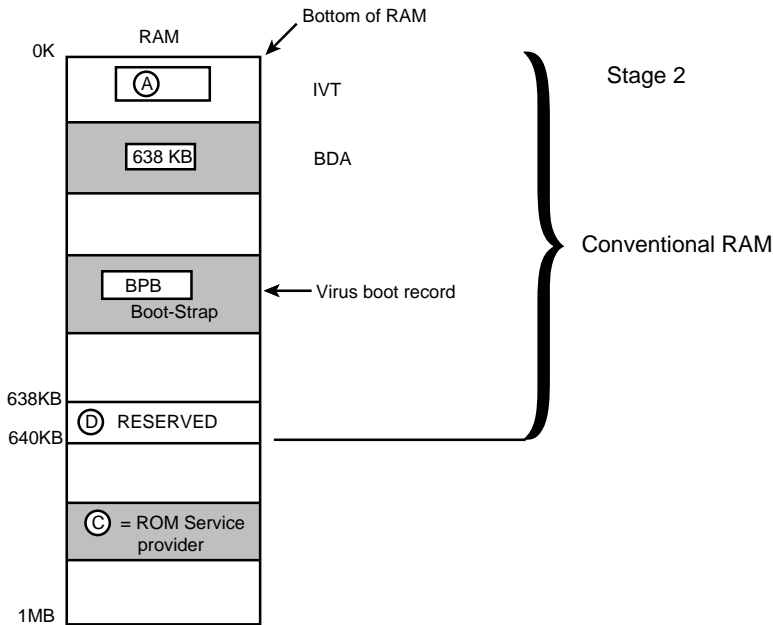 Bottom of RAM
RAM
0K
Stage 2
A
IVT
638 KB
BDA
Conventional RAM
BPB
Virus boot record
Boot-Strap
638KB
D RESERVED
640KB
C = ROM Service
provider
1MB